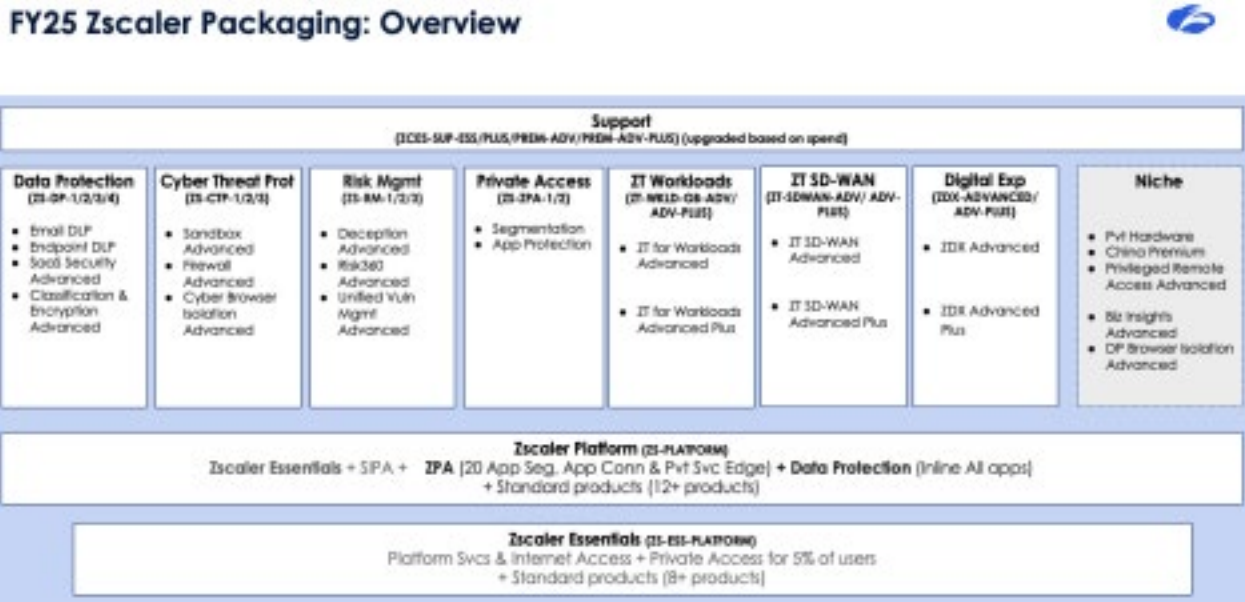 FY25 Zscaler Packaging: Overview
Support
(ZCES-SUP-ESS/PLUS/PREM-ADV/PREM-ADV-PLUS) (upgraded based on spend)
Data Protection
(ZS-DP-1/2/3/4)
• Email DLP
• Endpoint DLP
• SaaS Security
Advanced
• Classification &
Encryption
Advanced
Cyber Threat Prot
(ZS-CTP-1/2/3)
• Sandbox
Advanced
• Firewall
Advanced
• Cyber Browser
Isolation
Advanced
Risk Mgmt
(ZS-RM-1/2/3)
• Deception
Advanced
• Risk360
Advanced
• Unified Vuln
Mgmt
Advanced
Private Access
(ZS-ZPA-1/2)
• Segmentation
• App Protection
ZT Workloads
(ZT-WKLD-GB-ADV/
ADV-PLUS)
• ZT for Workloads
Advanced
• ZT for Workloads
Advanced Plus
ZT SD-WAN
(ZT-SDWAN-ADV/ ADV-
PLUS)
• ZT SD-WAN
Advanced
• ZT SD-WAN
Advanced Plus
Digital Exp
(ZDX-ADVANCED/
ADV-PLUS)
• ZDX Advanced
• ZDX Advanced
Plus
Niche
• Pvt Hardware
• China Premium
• Privileged Remote
Access Advanced
• Biz Insights
Advanced
• DP Browser Isolation
Advanced
Zscaler Platform (ZS-PLATFORM)
Zscaler Essentials + SIPA + ZPA (20 App Seg, App Conn & Pvt Svc Edge) + Data Protection (Inline All apps)
+ Standard products (12+ products)
Zscaler Essentials (ZS-ESS-PLATFORM)
Platform Svcs & Internet Access + Private Access for 5% of users
+ Standard products (8+ products)